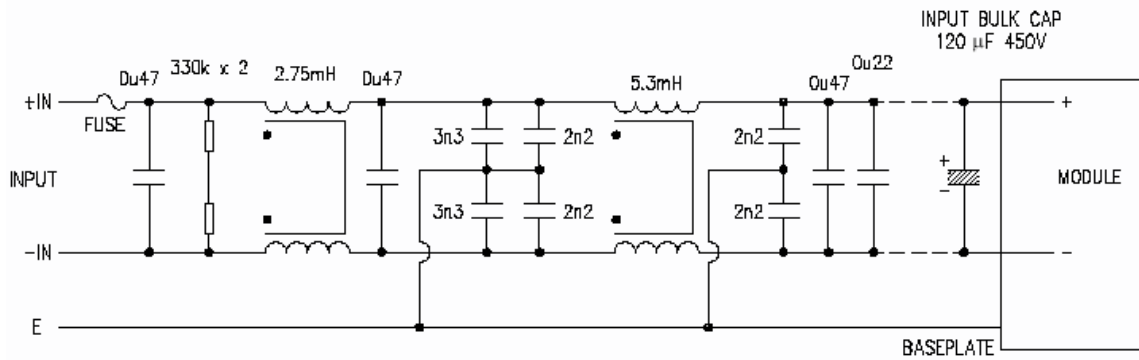 INPUT BULK CAP
120 µF 450V
0u22
0u47
330k x 2
2.75mH
0u47
5.3mH
0u47
+IN
FUSE
+
3n3
2n2
2n2
+
-
INPUT
MODULE
3n3
2n2
2n2
-IN
-
E
BASEPLATE